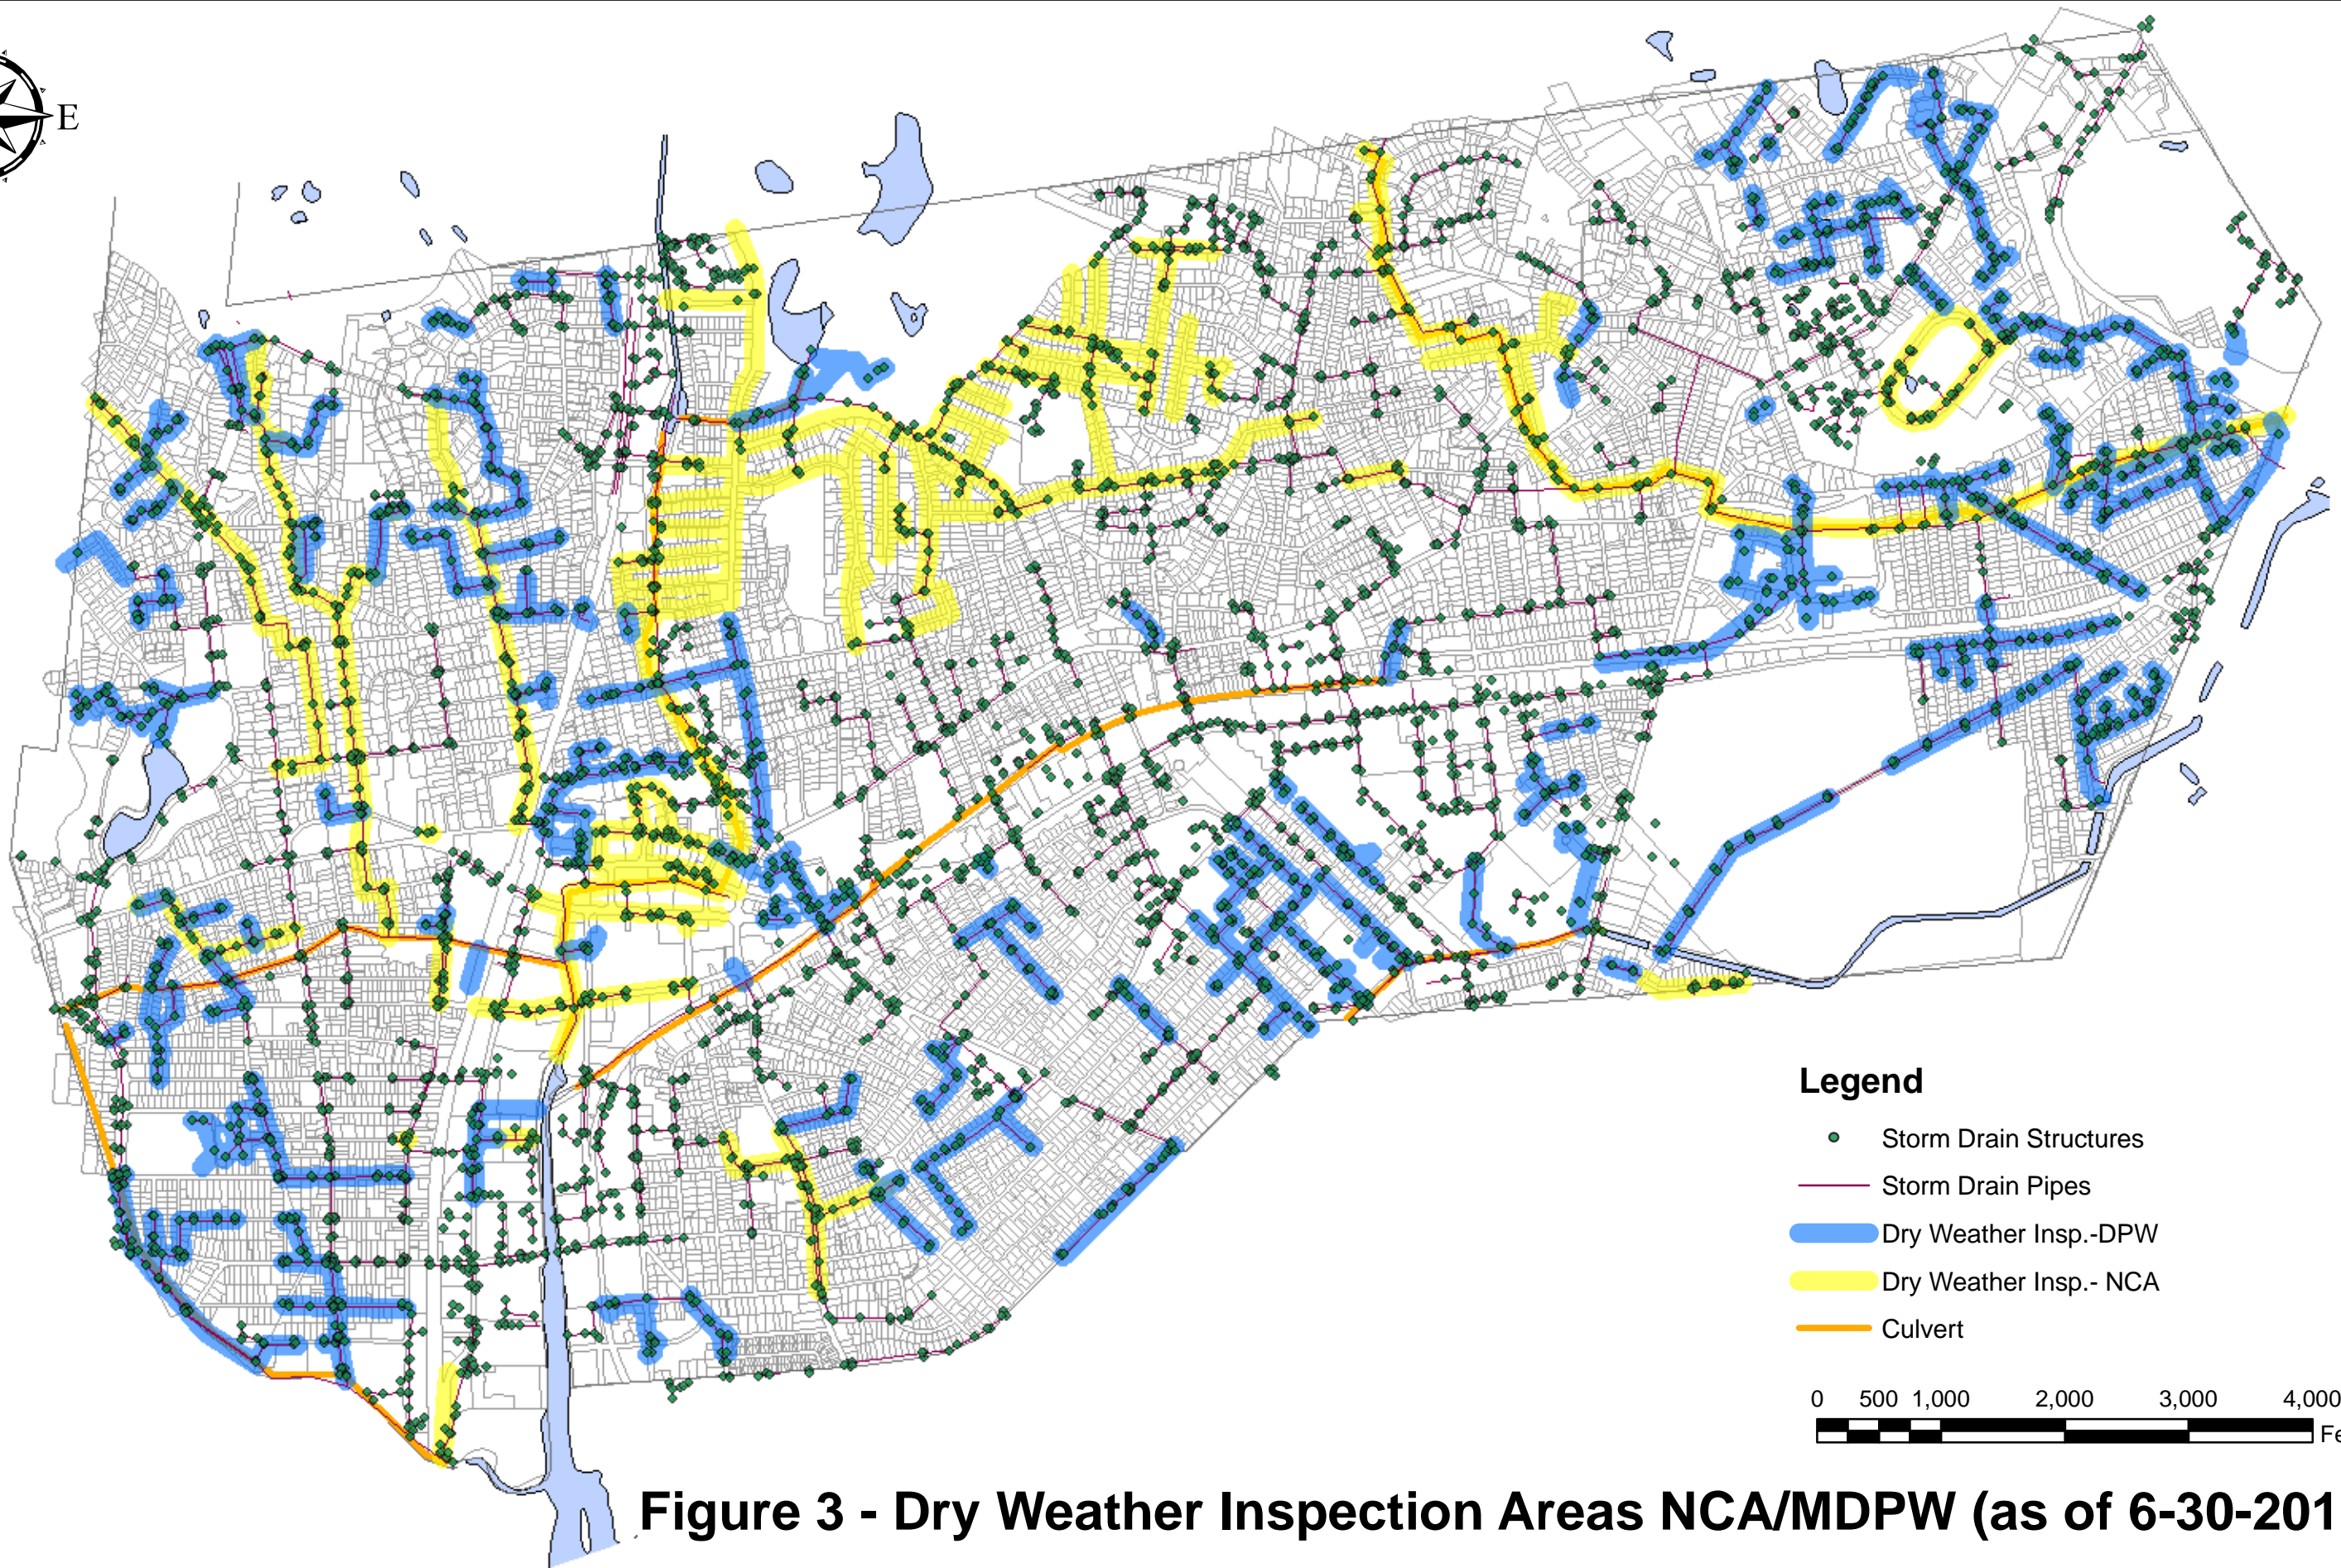 E
Legend
Storm Drain Structures
Storm Drain Pipes
Dry Weather Insp.-DPW
Dry Weather Insp.- NCA
Culvert
0 500 1,000 2,000 3,000 4,000
Fe
Figure 3 - Dry Weather Inspection Areas NCA/MDPW (as of 6-30-201